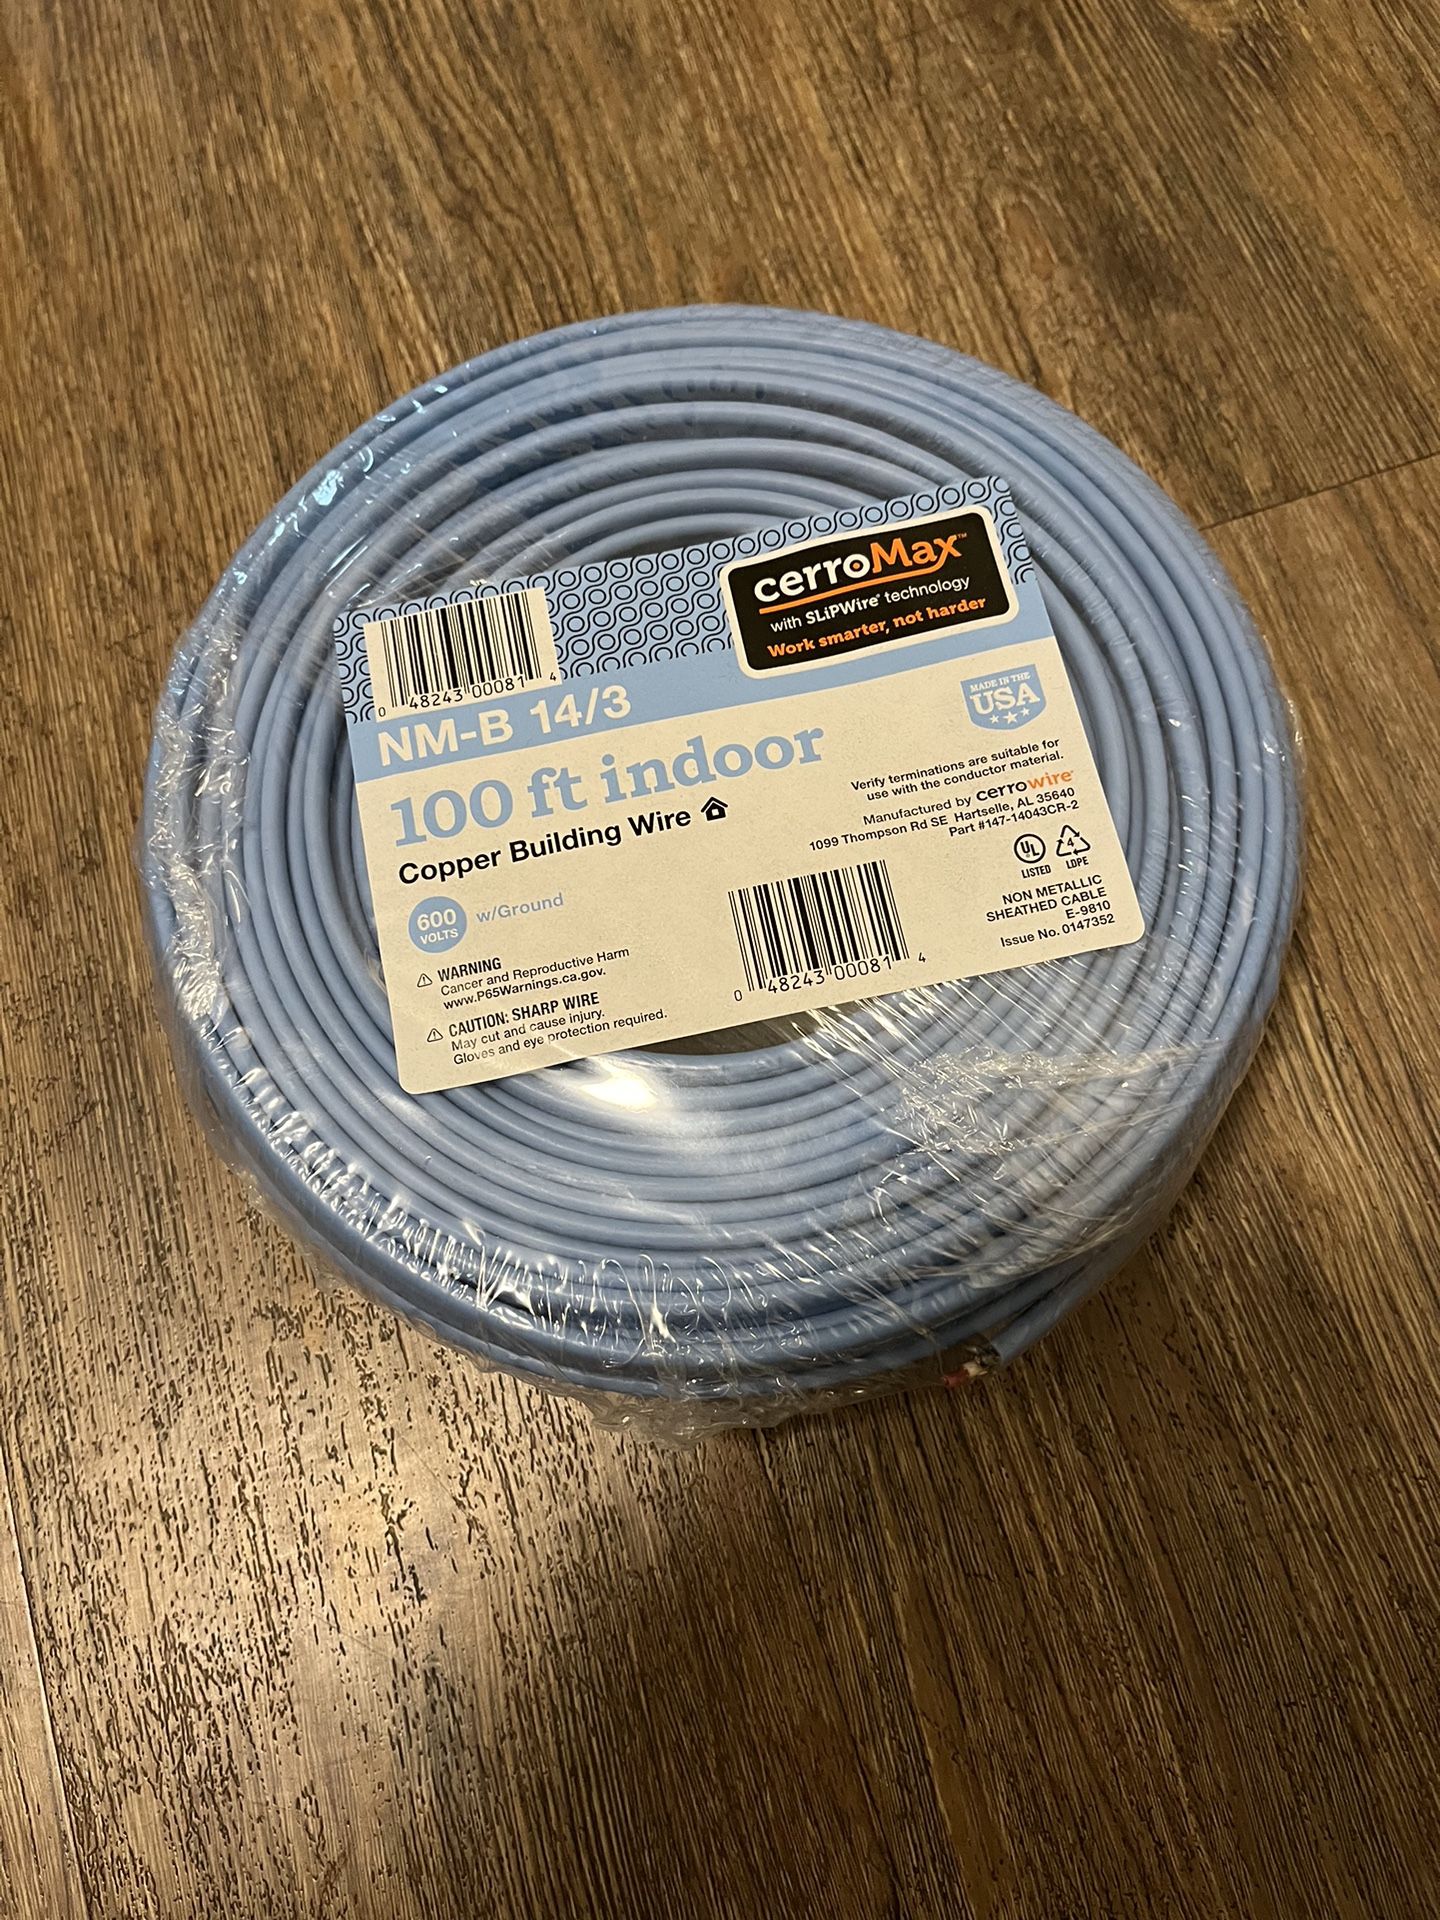 cerroMax™
with SLiPWire® technology
Work smarter, not harder
0 48243 00081 4
NM-B 14/3
MADE IN THE
USA
100 ft indoor
Copper Building Wire
Verify terminations are suitable for
use with the conductor material.
Manufactured by cerrowire®
1099 Thompson Rd SE Hartselle, AL 35640
Part #147-14043CR-2
600
VOLTS
w/Ground
UL
LISTED
4
LDPE
NON METALLIC
SHEATHED CABLE
E-9810
Issue No. 0147352
WARNING
Cancer and Reproductive Harm
www.P65Warnings.ca.gov.
CAUTION: SHARP WIRE
May cut and cause injury.
Gloves and eye protection required.
0 48243 00081 4